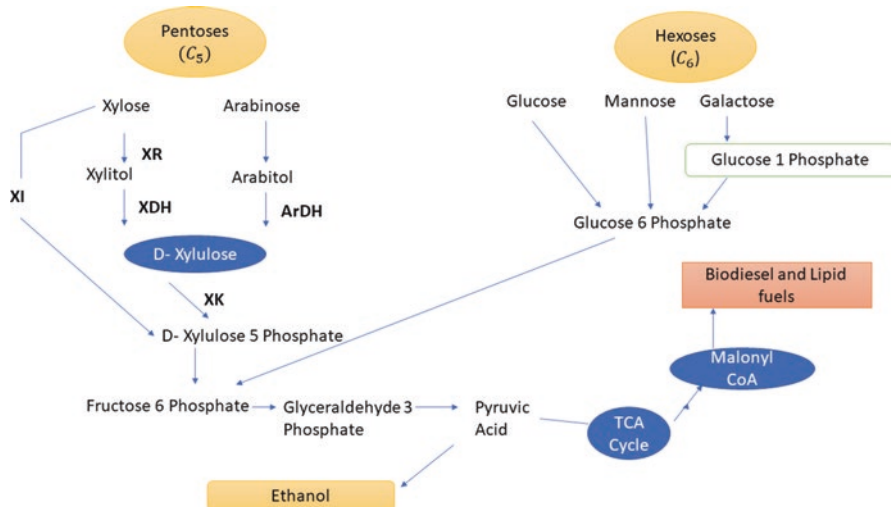 Pentoses
(C₅)
Hexoses
(C₆)
Xylose
Arabinose
Glucose
Mannose
Galactose
XR
Glucose 1 Phosphate
Xylitol
Arabitol
XI
XDH
ArDH
Glucose 6 Phosphate
D- Xylulose
Biodiesel and Lipid
fuels
XK
D- Xylulose 5 Phosphate
Malonyl
CoA
Fructose 6 Phosphate
Glyceraldehyde 3
Phosphate
Pyruvic
Acid
TCA
Cycle
Ethanol